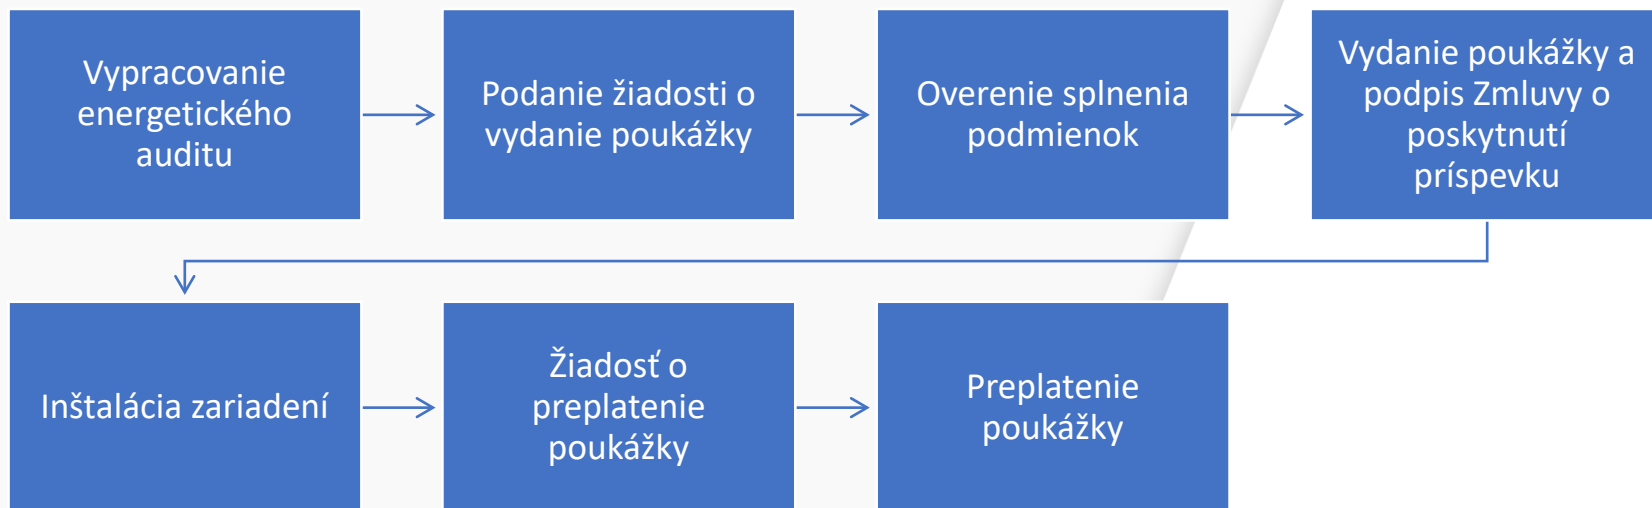 Vypracovanie
energetického
auditu
Podanie žiadosti o
vydanie poukážky
Overenie splnenia
podmienok
Vydanie poukážky a
podpis Zmluvy o
poskytnutí
príspevku
Inštalácia zariadení
Žiadosť o
preplatenie
poukážky
Preplatenie
poukážky